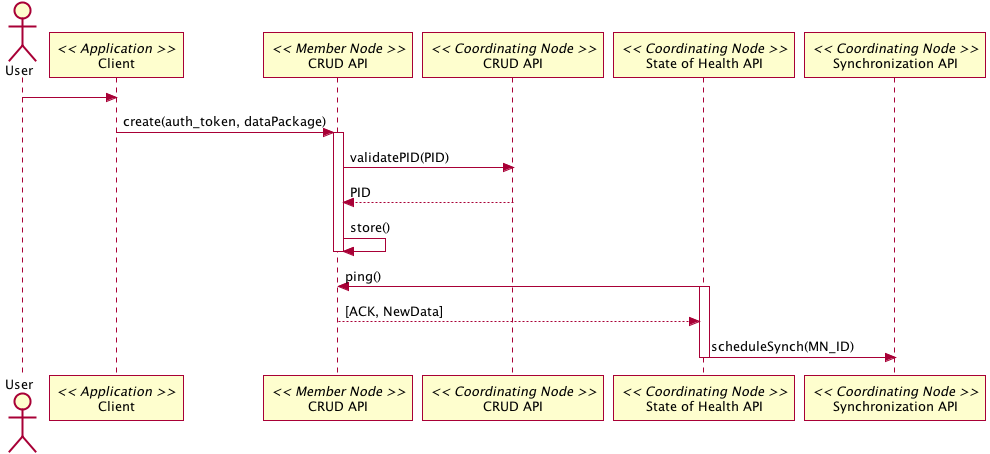 User
<< Application >>
Client
<< Member Node >>
CRUD API
<< Coordinating Node >>
CRUD API
<< Coordinating Node >>
State of Health API
<< Coordinating Node >>
Synchronization API
create(auth_token, dataPackage)
validatePID(PID)
PID
store()
ping()
[ACK, NewData]
scheduleSynch(MN_ID)
User
<< Application >>
Client
<< Member Node >>
CRUD API
<< Coordinating Node >>
CRUD API
<< Coordinating Node >>
State of Health API
<< Coordinating Node >>
Synchronization API